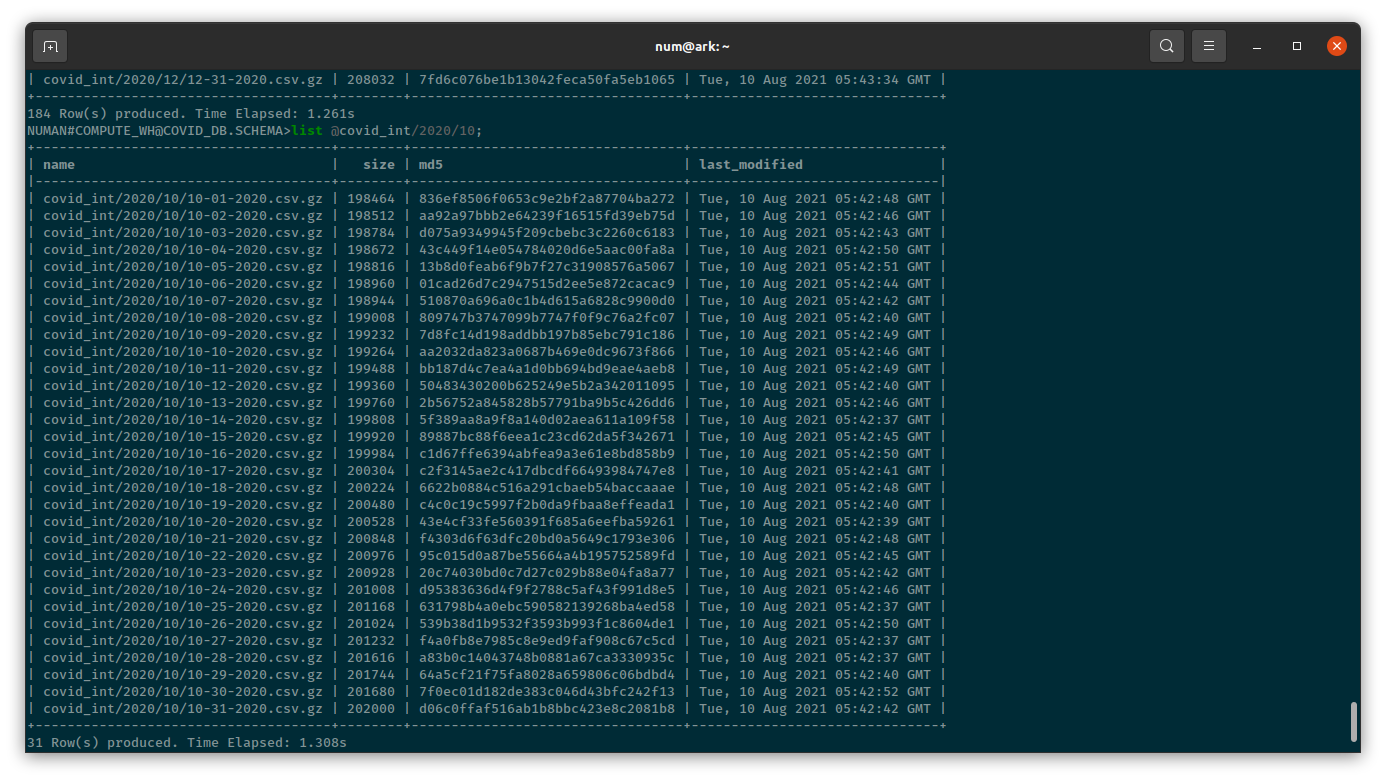 num@ark: ~
| covid_int/2020/12/12-31-2020.csv.gz | 208032 | 7fd6c076be1b13042feca50fa5eb1065 | Tue, 10 Aug 2021 05:43:34 GMT |
+-------------------------------------+--------+----------------------------------+-------------------------------+
184 Row(s) produced. Time Elapsed: 1.261s
NUMAN#COMPUTE_WH@COVID_DB.SCHEMA>list @covid_int/2020/10;
+-------------------------------------+--------+----------------------------------+-------------------------------+
| name                                |   size | md5                              | last_modified                 |
|-------------------------------------+--------+----------------------------------+-------------------------------|
| covid_int/2020/10/10-01-2020.csv.gz | 198464 | 836ef8506f0653c9e2bf2a87704ba272 | Tue, 10 Aug 2021 05:42:48 GMT |
| covid_int/2020/10/10-02-2020.csv.gz | 198512 | aa92a97bbb2e64239f16515fd39eb75d | Tue, 10 Aug 2021 05:42:46 GMT |
| covid_int/2020/10/10-03-2020.csv.gz | 198784 | d075a9349945f209cbebc3c2260c6183 | Tue, 10 Aug 2021 05:42:43 GMT |
| covid_int/2020/10/10-04-2020.csv.gz | 198672 | 43c449f14e054784020d6e5aac00fa8a | Tue, 10 Aug 2021 05:42:50 GMT |
| covid_int/2020/10/10-05-2020.csv.gz | 198816 | 13b8d0feab6f9b7f27c31908576a5067 | Tue, 10 Aug 2021 05:42:51 GMT |
| covid_int/2020/10/10-06-2020.csv.gz | 198960 | 01cad26d7c2947515d2ee5e872cacac9 | Tue, 10 Aug 2021 05:42:44 GMT |
| covid_int/2020/10/10-07-2020.csv.gz | 198944 | 510870a696a0c1b4d615a6828c9900d0 | Tue, 10 Aug 2021 05:42:42 GMT |
| covid_int/2020/10/10-08-2020.csv.gz | 199008 | 809747b3747099b7747f0f9c76a2fc07 | Tue, 10 Aug 2021 05:42:40 GMT |
| covid_int/2020/10/10-09-2020.csv.gz | 199232 | 7d8fc14d198addbb197b85ebc791c186 | Tue, 10 Aug 2021 05:42:49 GMT |
| covid_int/2020/10/10-10-2020.csv.gz | 199264 | aa2032da823a0687b469e0dc9673f866 | Tue, 10 Aug 2021 05:42:46 GMT |
| covid_int/2020/10/10-11-2020.csv.gz | 199488 | bb187d4c7ea4a1d0bb694bd9eae4aeb8 | Tue, 10 Aug 2021 05:42:49 GMT |
| covid_int/2020/10/10-12-2020.csv.gz | 199360 | 50483430200b625249e5b2a342011095 | Tue, 10 Aug 2021 05:42:40 GMT |
| covid_int/2020/10/10-13-2020.csv.gz | 199760 | 2b56752a845828b57791ba9b5c426dd6 | Tue, 10 Aug 2021 05:42:46 GMT |
| covid_int/2020/10/10-14-2020.csv.gz | 199808 | 5f389aa8a9f8a140d02aea611a109f58 | Tue, 10 Aug 2021 05:42:37 GMT |
| covid_int/2020/10/10-15-2020.csv.gz | 199920 | 89887bc88f6eea1c23cd62da5f342671 | Tue, 10 Aug 2021 05:42:45 GMT |
| covid_int/2020/10/10-16-2020.csv.gz | 199984 | c1d67ffe6394abfea9a3e61e8bd858b9 | Tue, 10 Aug 2021 05:42:50 GMT |
| covid_int/2020/10/10-17-2020.csv.gz | 200304 | c2f3145ae2c417dbcdf66493984747e8 | Tue, 10 Aug 2021 05:42:41 GMT |
| covid_int/2020/10/10-18-2020.csv.gz | 200224 | 6622b0884c516a291cbaeb54baccaaae | Tue, 10 Aug 2021 05:42:48 GMT |
| covid_int/2020/10/10-19-2020.csv.gz | 200480 | c4c0c19c5997f2b0da9fbaa8effeada1 | Tue, 10 Aug 2021 05:42:40 GMT |
| covid_int/2020/10/10-20-2020.csv.gz | 200528 | 43e4cf33fe560391f685a6eefba59261 | Tue, 10 Aug 2021 05:42:39 GMT |
| covid_int/2020/10/10-21-2020.csv.gz | 200848 | f4303d6f63dfc20bd0a5649c1793e306 | Tue, 10 Aug 2021 05:42:48 GMT |
| covid_int/2020/10/10-22-2020.csv.gz | 200976 | 95c015d0a87be55664a4b195752589fd | Tue, 10 Aug 2021 05:42:45 GMT |
| covid_int/2020/10/10-23-2020.csv.gz | 200928 | 20c74030bd0c7d27c029b88e04fa8a77 | Tue, 10 Aug 2021 05:42:42 GMT |
| covid_int/2020/10/10-24-2020.csv.gz | 201008 | d95383636d4f9f2788c5af43f991d8e5 | Tue, 10 Aug 2021 05:42:46 GMT |
| covid_int/2020/10/10-25-2020.csv.gz | 201168 | 631798b4a0ebc590582139268ba4ed58 | Tue, 10 Aug 2021 05:42:37 GMT |
| covid_int/2020/10/10-26-2020.csv.gz | 201024 | 539b38d1b9532f3593b993f1c8604de1 | Tue, 10 Aug 2021 05:42:50 GMT |
| covid_int/2020/10/10-27-2020.csv.gz | 201232 | f4a0fb8e7985c8e9ed9faf908c67c5cd | Tue, 10 Aug 2021 05:42:37 GMT |
| covid_int/2020/10/10-28-2020.csv.gz | 201616 | a83b0c14043748b0881a67ca3330935c | Tue, 10 Aug 2021 05:42:37 GMT |
| covid_int/2020/10/10-29-2020.csv.gz | 201744 | 64a5cf21f75fa8028a659806c06bdbd4 | Tue, 10 Aug 2021 05:42:40 GMT |
| covid_int/2020/10/10-30-2020.csv.gz | 201680 | 7f0ec01d182de383c046d43bfc242f13 | Tue, 10 Aug 2021 05:42:52 GMT |
| covid_int/2020/10/10-31-2020.csv.gz | 202000 | d06c0ffaf516ab1b8bbc423e8c2081b8 | Tue, 10 Aug 2021 05:42:42 GMT |
+-------------------------------------+--------+----------------------------------+-------------------------------+
31 Row(s) produced. Time Elapsed: 1.308s